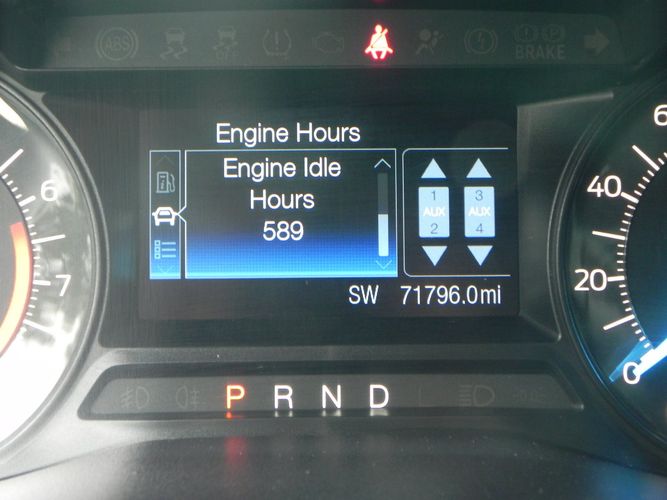 ABS
BRAKE
Engine Hours
Engine Idle
Hours
589
1 3
AUX AUX
2 4
SW 71796.0mi
6
7
6
40
20
0
P R N D